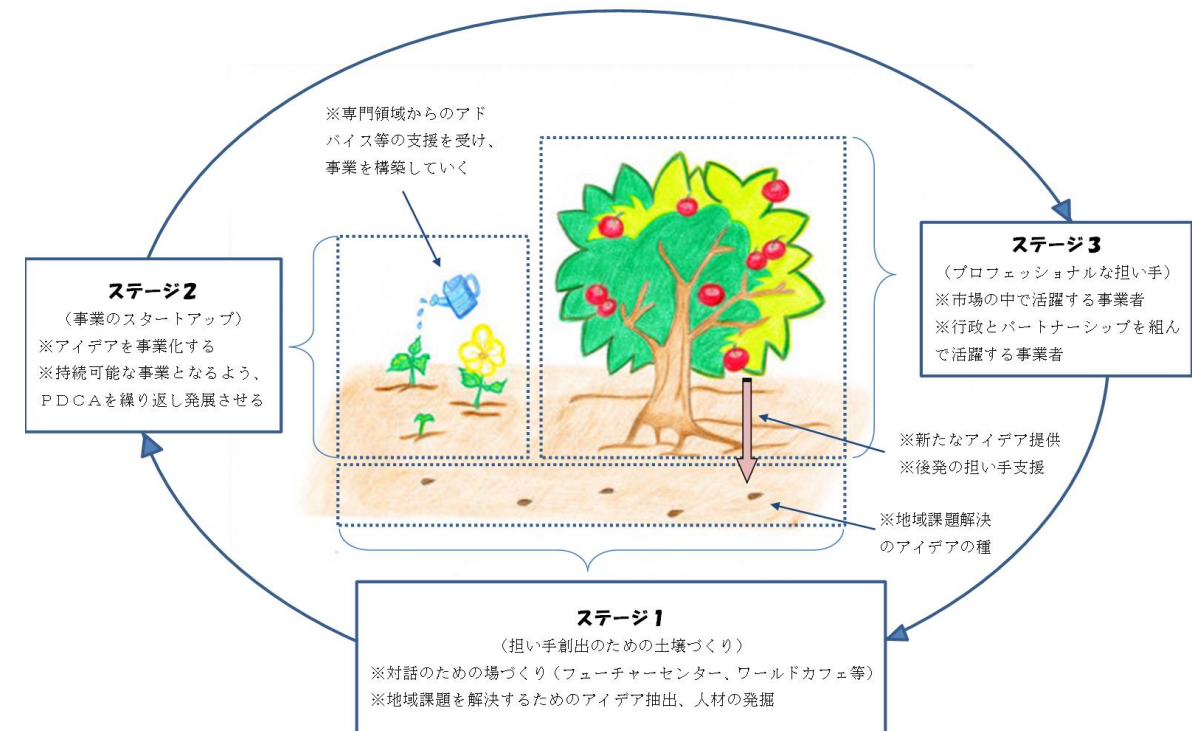 ※専門領域からのアド
バイス等の支援を受け、
事業を構築していく
ステージ2
（事業のスタートアップ）
※アイデアを事業化する
※持続可能な事業となるよう、
ＰＤＣＡを繰り返し発展させる
ステージ3
（プロフェッショナルな担い手）
※市場の中で活躍する事業者
※行政とパートナーシップを組ん
で活躍する事業者
※新たなアイデア提供
※後発の担い手支援
※地域課題解決
のアイデアの種
ステージ1
（担い手創出のための土壌づくり）
※対話のための場づくり（フューチャーセンター、ワールドカフェ等）
※地域課題を解決するためのアイデア抽出、人材の発掘